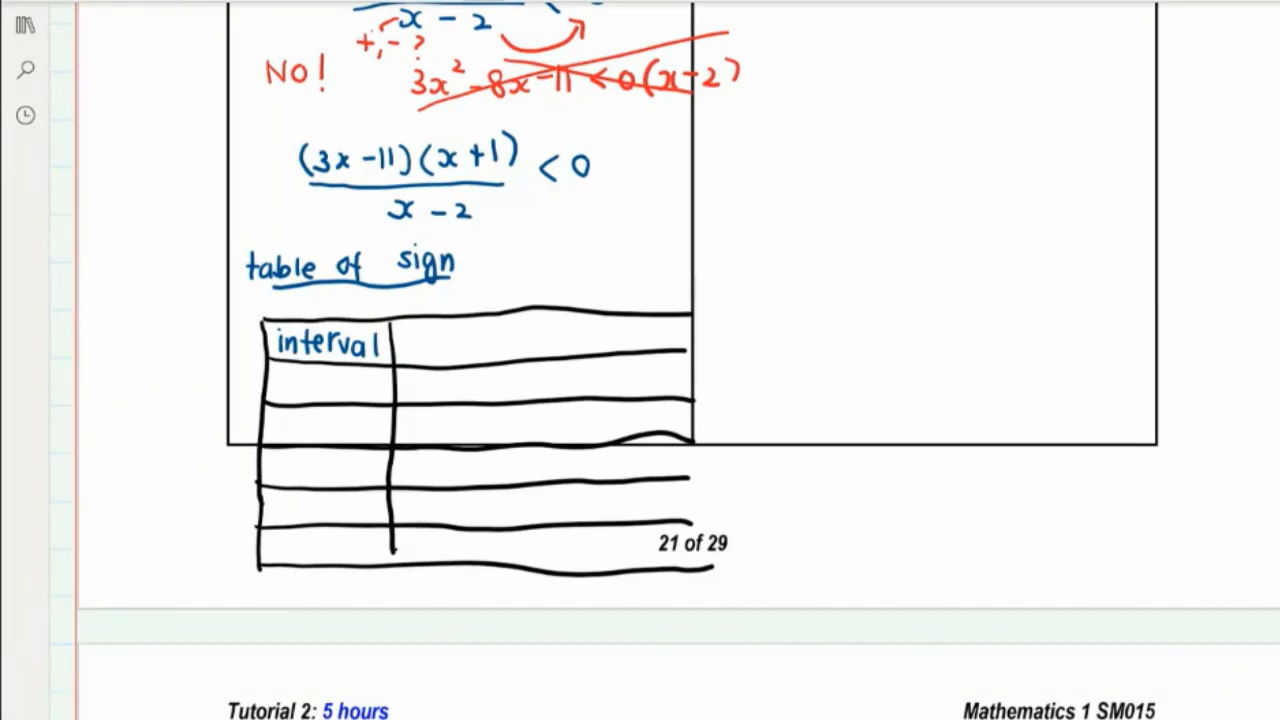 x - 2
+, - ?
NO!
3x² - 8x - 11 < 0(x-2)
(3x -11)(x +1)
< 0
x - 2
table of sign
interval
21 of 29
Tutorial 2: 5 hours
Mathematics 1 SM015